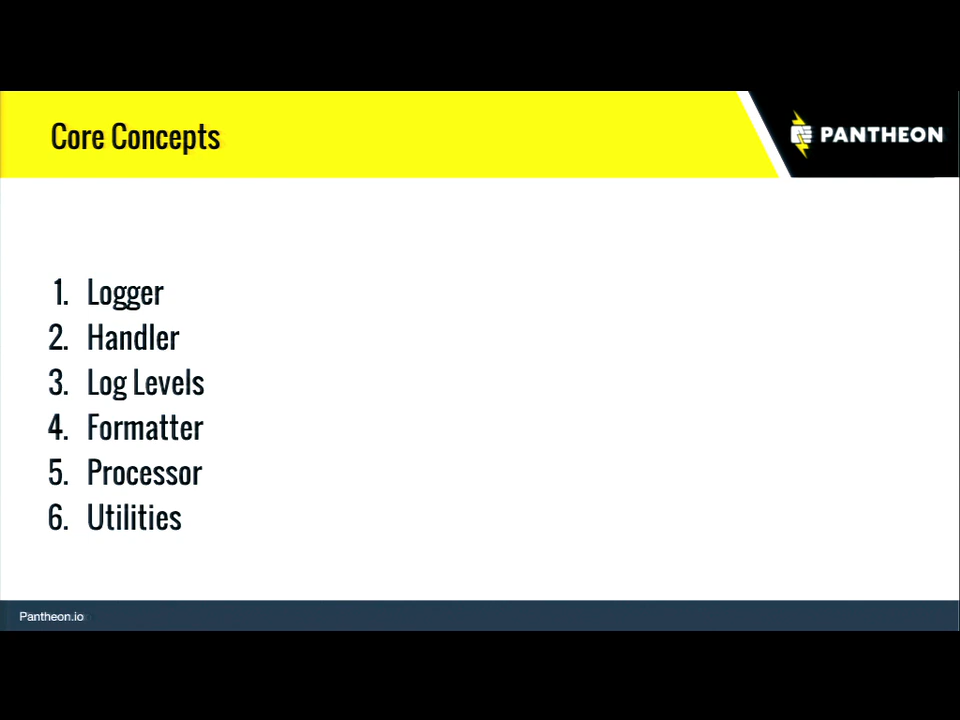 Core Concepts
PANTHEON
1. Logger
2. Handler
3. Log Levels
4. Formatter
5. Processor
6. Utilities
Pantheon.io